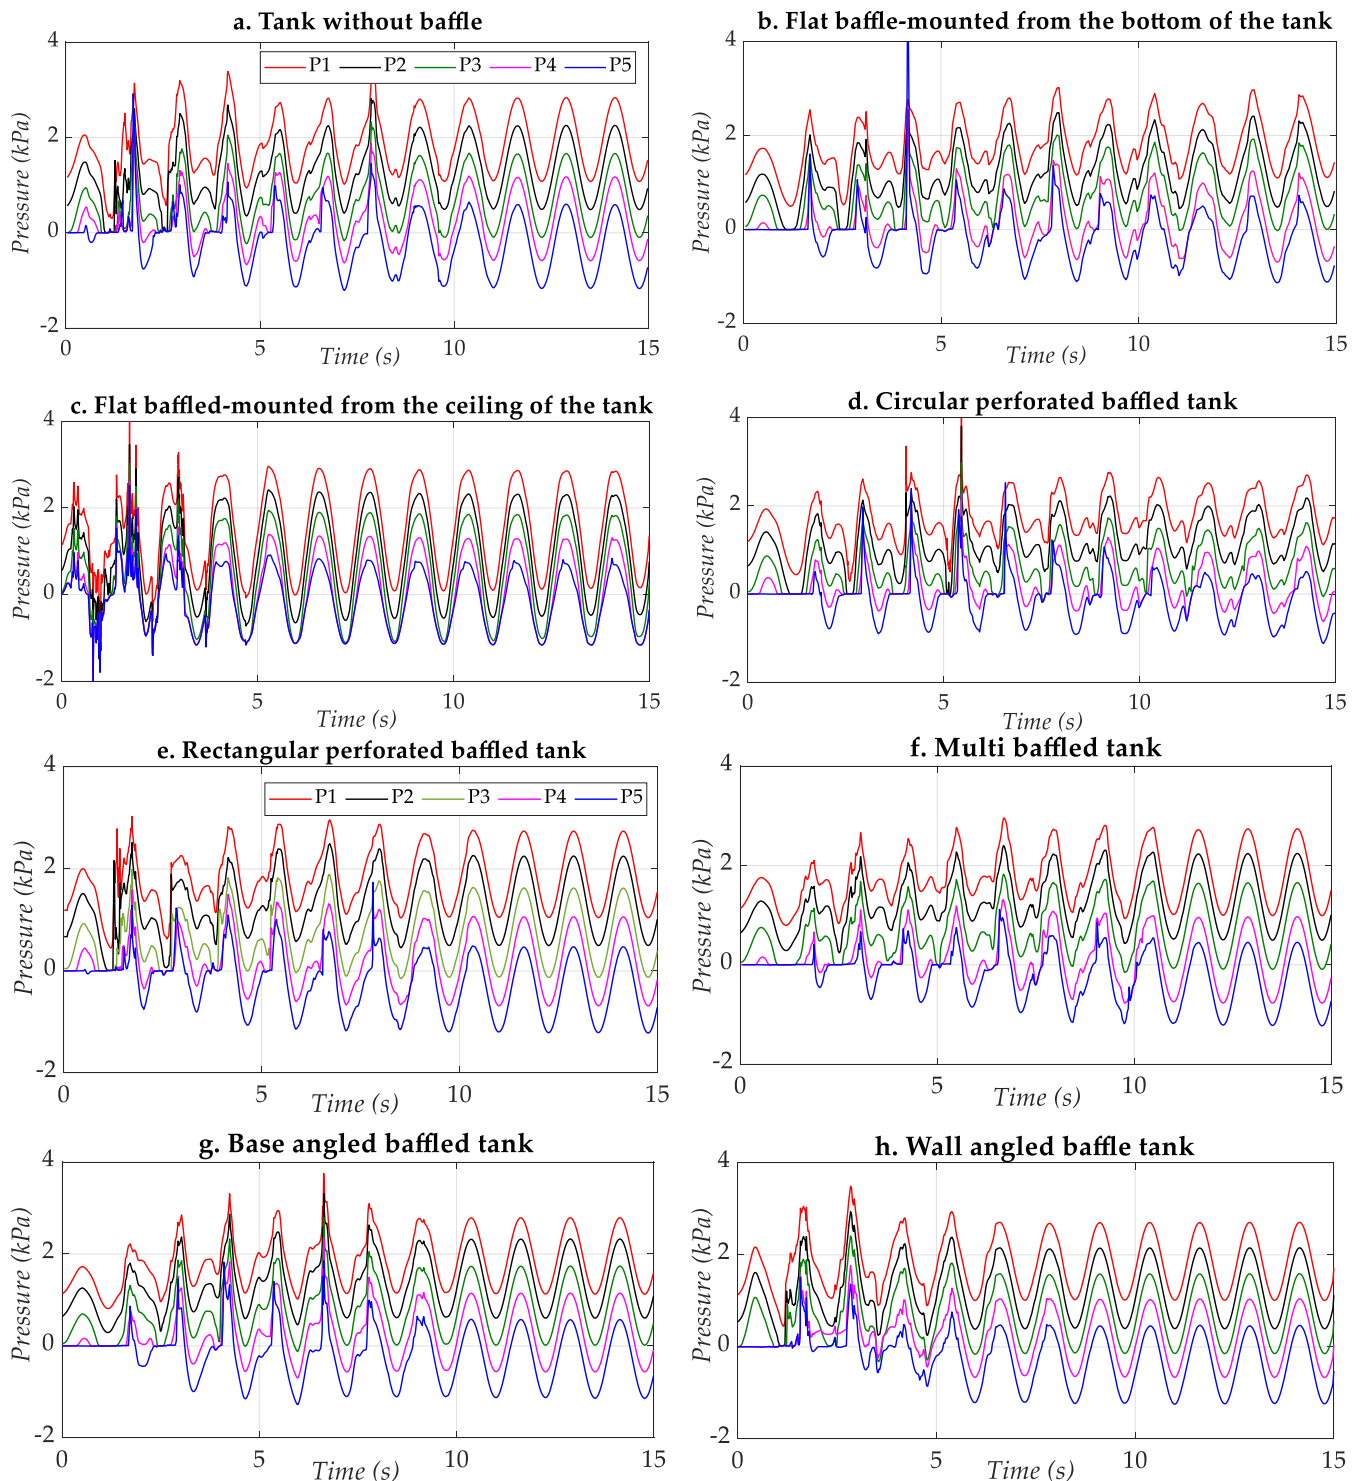 a. Tank without baffle
b. Flat baffle-mounted from the bottom of the tank
4
P1 P2 P3 P4 P5
2
0
-2
Pressure (kPa)
0 5 10 15
Time (s)
4
2
0
-2
Pressure (kPa)
0 5 10 15
Time (s)
c. Flat baffled-mounted from the ceiling of the tank
d. Circular perforated baffled tank
4
2
0
-2
Pressure (kPa)
0 5 10 15
Time (s)
4
2
0
-2
Pressure (kPa)
0 5 10 15
Time (s)
e. Rectangular perforated baffled tank
f. Multi baffled tank
4
P1 P2 P3 P4 P5
2
0
-2
Pressure (kPa)
0 5 10 15
Time (s)
4
2
0
-2
Pressure (kPa)
0 5 10 15
Time (s)
g. Base angled baffled tank
h. Wall angled baffle tank
4
2
0
-2
Pressure (kPa)
0 5 10 15
Time (s)
4
2
0
-2
Pressure (kPa)
0 5 10 15
Time (s)